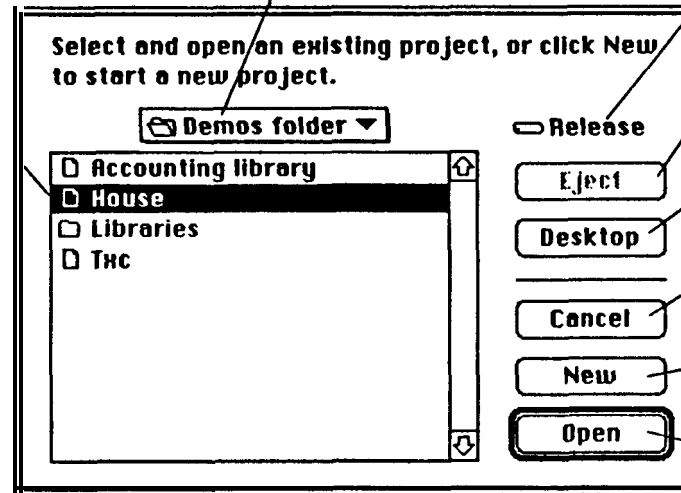 Select and open an existing project, or click New
to start a new project.
Demos folder
Release
Accounting library
House
Libraries
Txc
Eject
Desktop
Cancel
New
Open